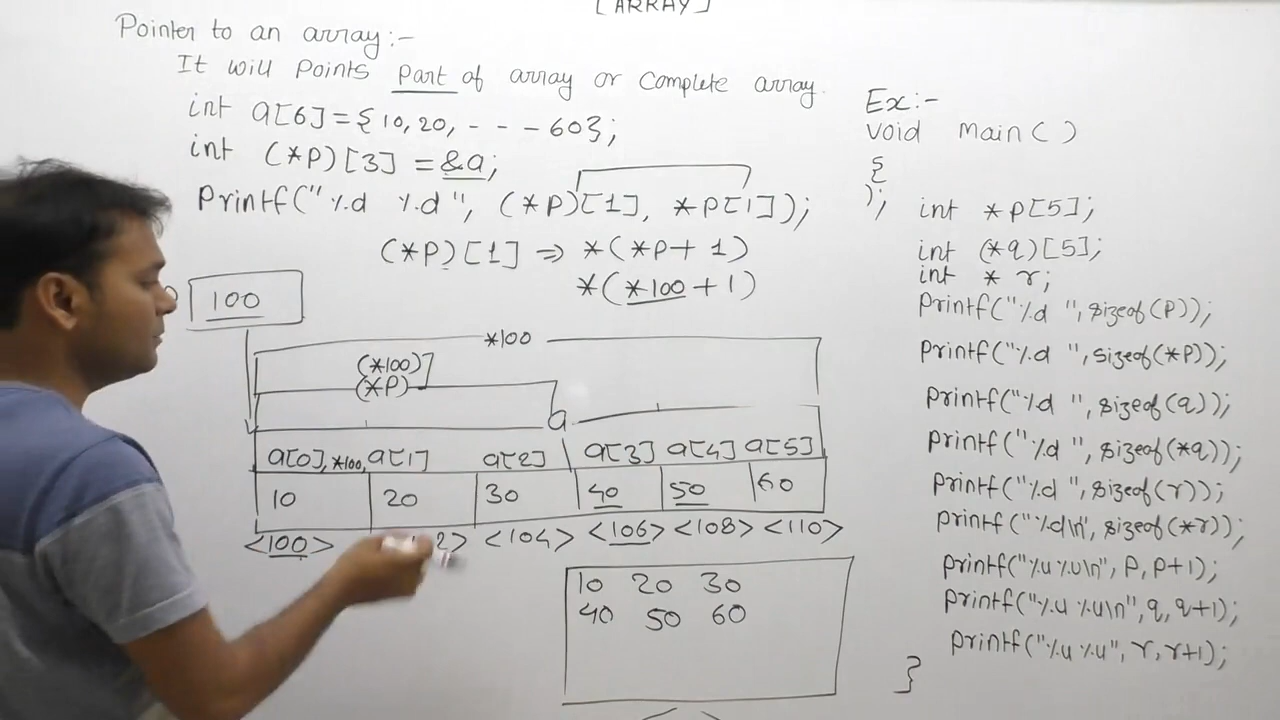 [ARRAY]
Pointer to an array:-
It will Points Part of array or Complete array.
int a[6]={10,20,- - - -60};
int (*P)[3] =&a;
Printf("%d %d", (*P)[1], *P[1]);
(*P)[1] => *(*P+ 1)
*(*100+1)
100
*100
(*100)]
(*P)
a
a[0],*100,a[1] a[2] a[3] a[4] a[5]
10 20 30 40 50 60
<100> 2> <104> <106> <108> <110>
10 20 30
40 50 60
Ex:-
void main()
{
);
int *P[5];
int (*q)[5];
int * r;
Printf("%d ",sizeof(P));
Printf("%d ",sizeof(*P));
Printf("%d ",sizeof(q));
Printf("%d ",sizeof(*q));
Printf("%d ",sizeof(r));
Printf("%d\n",sizeof(*r));
Printf("%u %u\n", P,P+1);
Printf("%u %u\n",q,q+1);
Printf("%u %u", r,r+1);
}